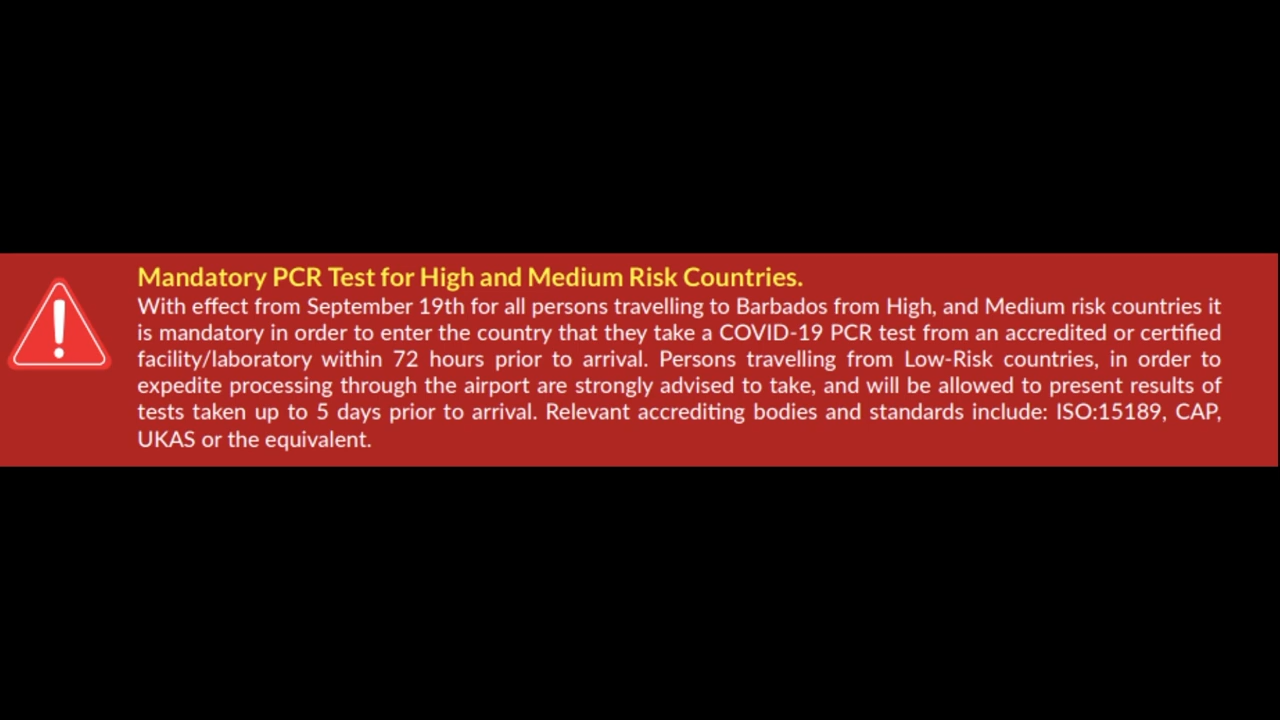 Mandatory PCR Test for High and Medium Risk Countries.
With effect from September 19th for all persons travelling to Barbados from High, and Medium risk countries it
is mandatory in order to enter the country that they take a COVID-19 PCR test from an accredited or certified
facility/laboratory within 72 hours prior to arrival. Persons travelling from Low-Risk countries, in order to
expedite processing through the airport are strongly advised to take, and will be allowed to present results of
tests taken up to 5 days prior to arrival. Relevant accrediting bodies and standards include: ISO:15189, CAP,
UKAS or the equivalent.